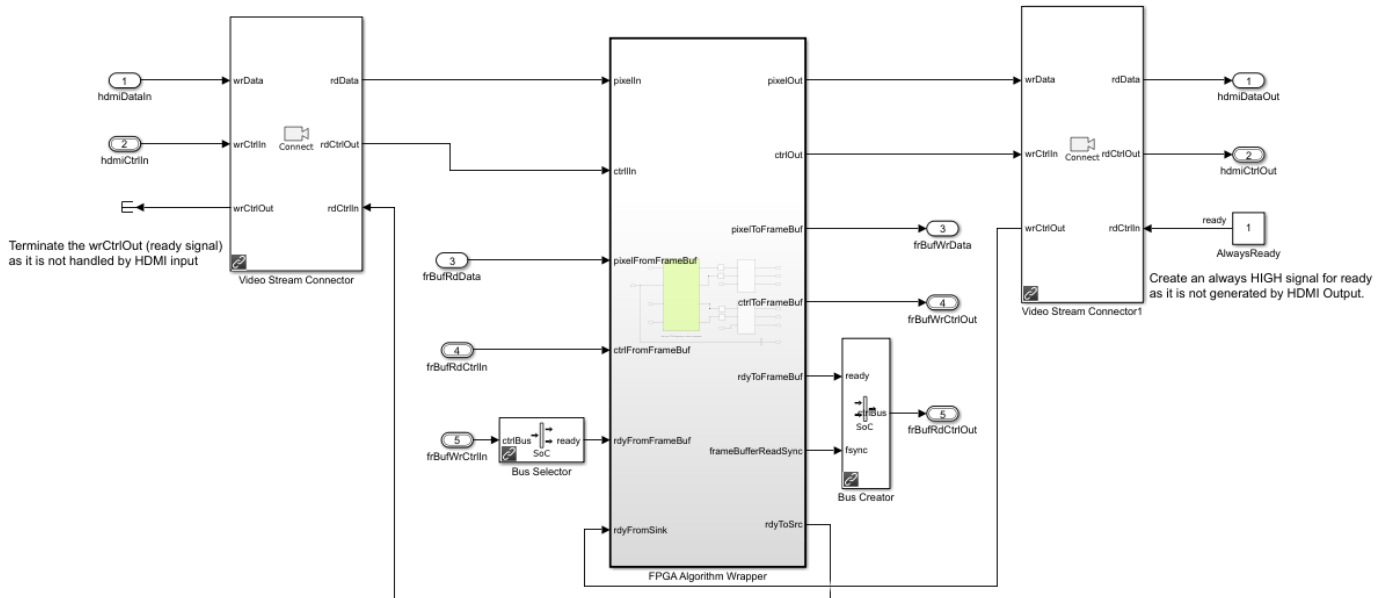 1
hdmiDataIn
2
hdmiCtrlIn
Terminate the wrCtrlOut (ready signal)
as it is not handled by HDMI input
wrData
rdData
wrCtrlIn
Connect
rdCtrlOut
wrCtrlOut
rdCtrlIn
Video Stream Connector
3
frBufRdData
4
frBufRdCtrlIn
5
frBufWrCtrlIn
ctrlBus
ready
SoC
Bus Selector
pixelIn
ctrlIn
pixelFromFrameBuf
ctrlFromFrameBuf
rdyFromFrameBuf
rdyFromSink
pixelOut
ctrlOut
pixelToFrameBuf
ctrlToFrameBuf
rdyToFrameBuf
frameBufferReadSync
rdyToSrc
FPGA Algorithm Wrapper
3
frBufWrData
4
frBufWrCtrlOut
ready
ctrlBus
SoC
fsync
Bus Creator
5
frBufRdCtrlOut
wrData
rdData
wrCtrlIn
Connect
rdCtrlOut
wrCtrlOut
rdCtrlIn
Video Stream Connector1
1
hdmiDataOut
2
hdmiCtrlOut
ready
1
AlwaysReady
Create an always HIGH signal for ready
as it is not generated by HDMI Output.